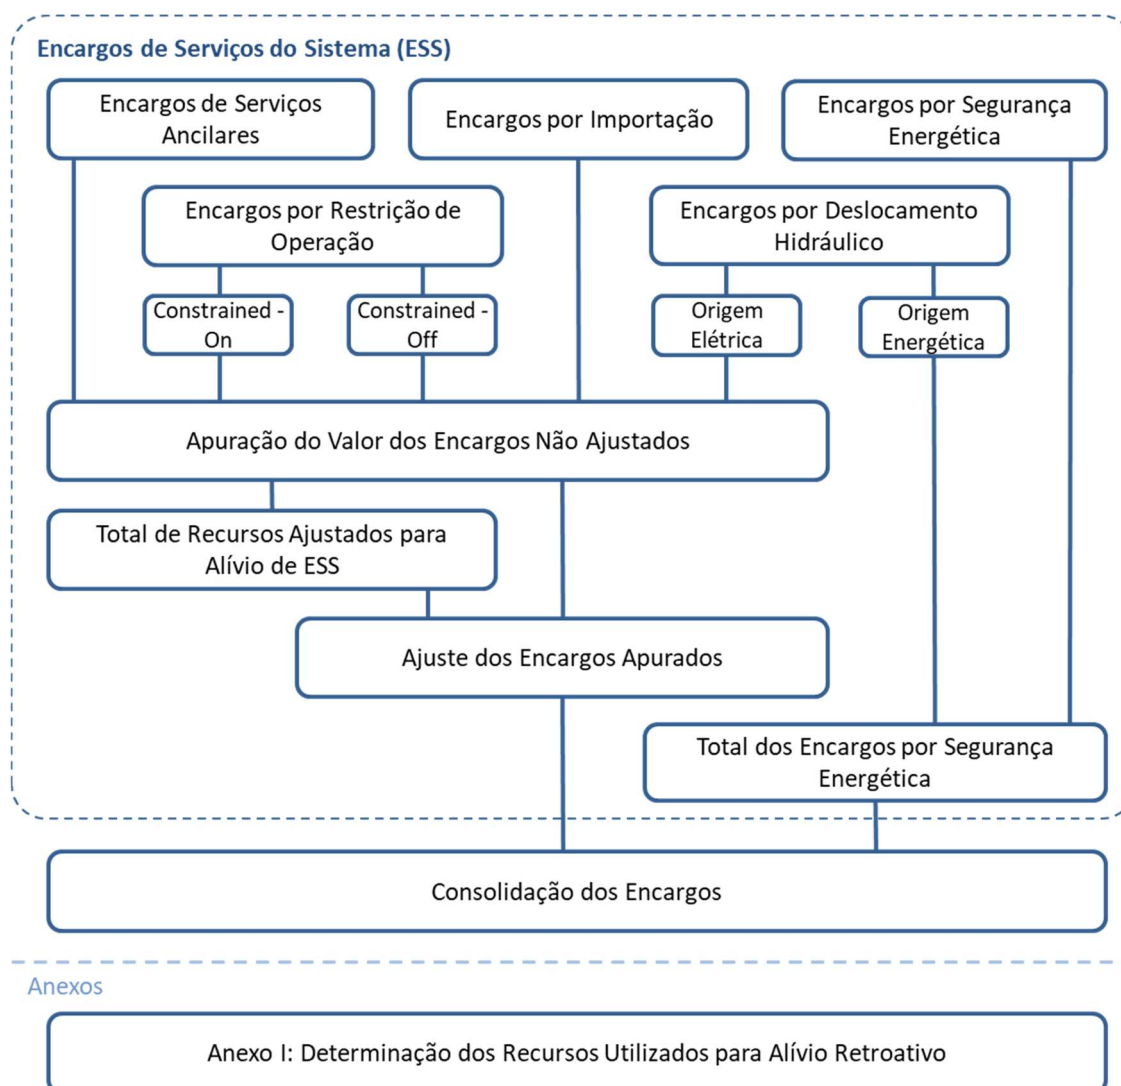 Encargos de Serviços do Sistema (ESS)
Encargos de Serviços
Ancilares
Encargos por Importação
Encargos por Segurança
Energética
Encargos por Restrição de
Operação
Encargos por Deslocamento
Hidráulico
Constrained -
On
Constrained -
Off
Origem
Elétrica
Origem
Energética
Apuração do Valor dos Encargos Não Ajustados
Total de Recursos Ajustados para
Alívio de ESS
Ajuste dos Encargos Apurados
Total dos Encargos por Segurança
Energética
Consolidação dos Encargos
Anexos
Anexo I: Determinação dos Recursos Utilizados para Alívio Retroativo